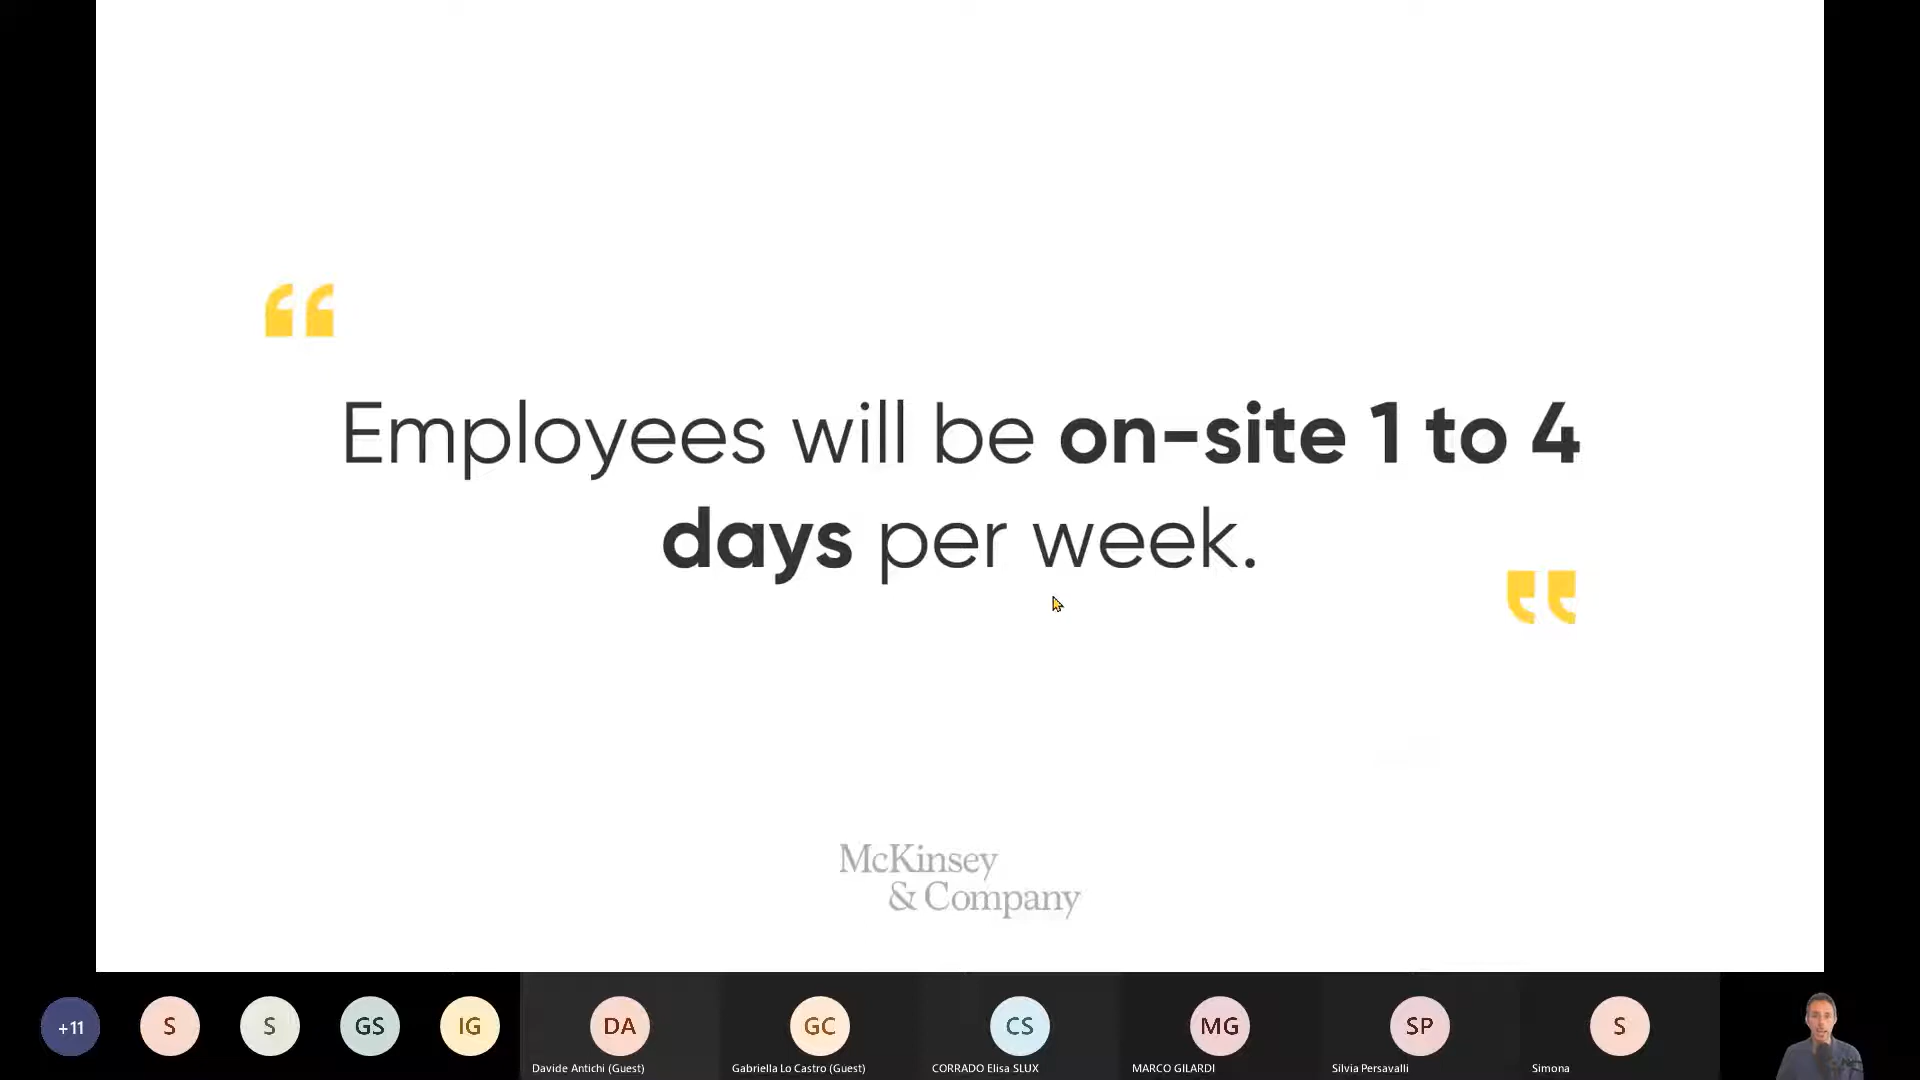 “
Employees will be on-site 1 to 4
days per week.
”
McKinsey
& Company
+11
S
S
GS
IG
DA
GC
CS
MG
SP
S
Davide Antichi (Guest)
Gabriella Lo Castro (Guest)
CORRADO Elisa SLUX
MARCO GILARDI
Silvia Persavalli
Simona